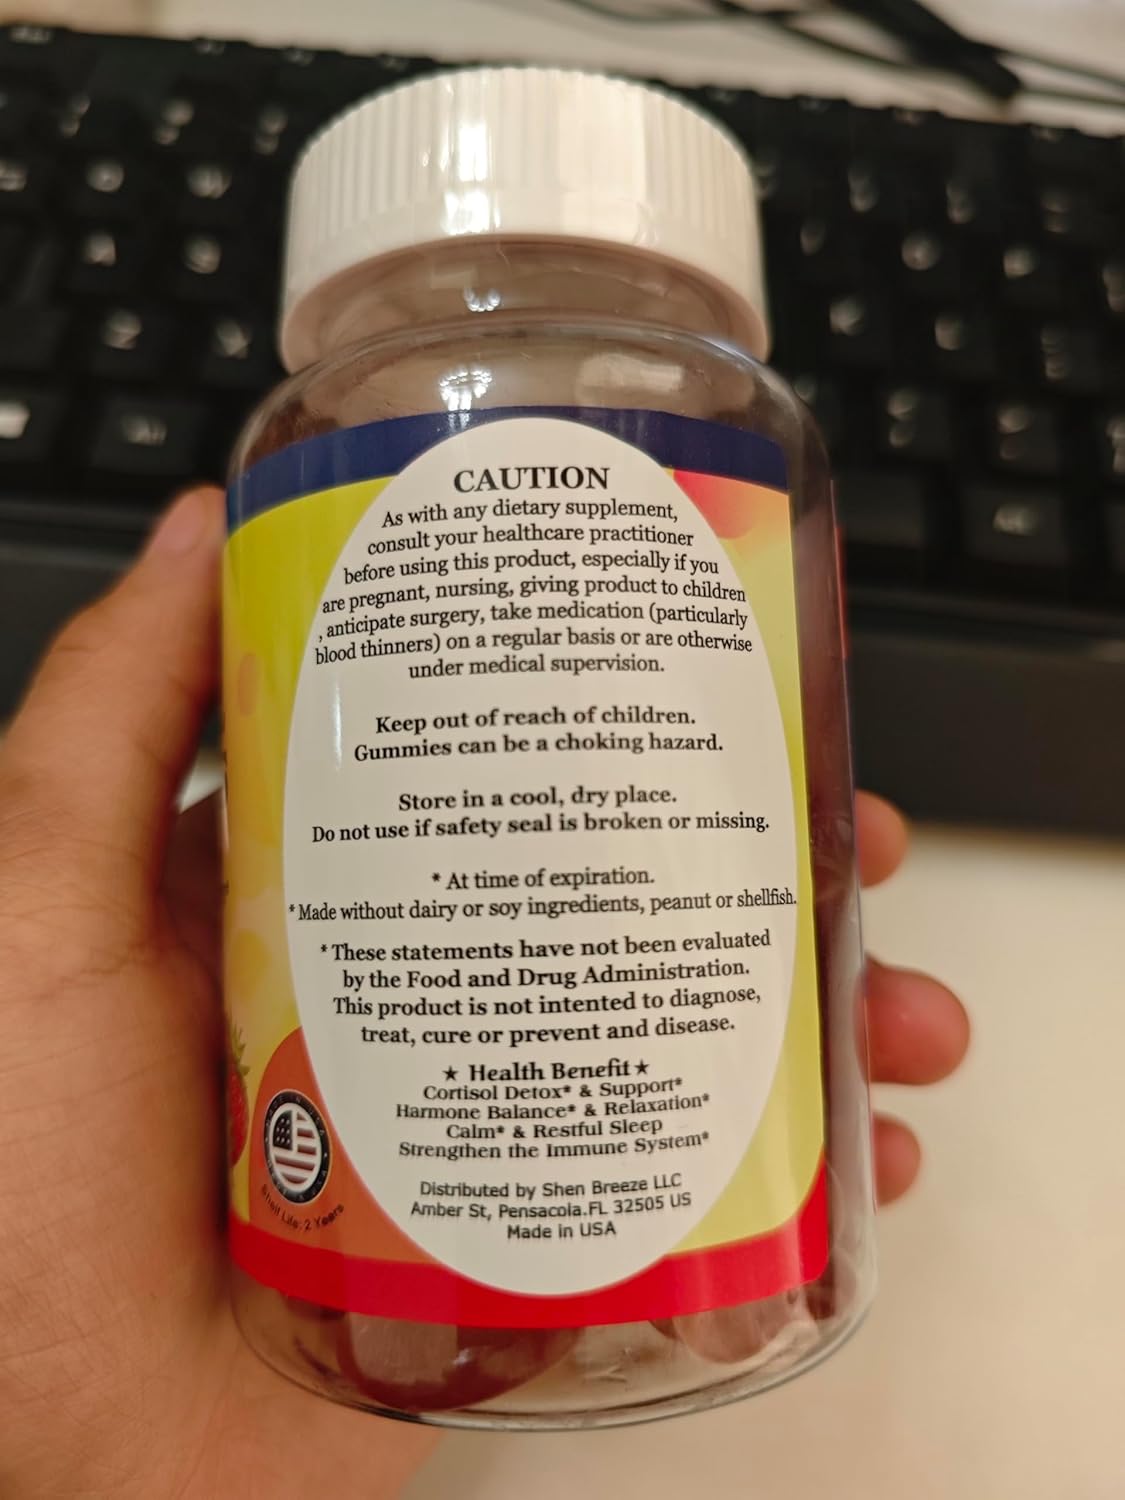 CAUTION
As with any dietary supplement,
consult your healthcare practitioner
before using this product, especially if you
are pregnant, nursing, giving product to children
, anticipate surgery, take medication (particularly
blood thinners) on a regular basis or are otherwise
under medical supervision.
Keep out of reach of children.
Gummies can be a choking hazard.
Store in a cool, dry place.
Do not use if safety seal is broken or missing.
* At time of expiration.
* Made without dairy or soy ingredients, peanut or shellfish.
* These statements have not been evaluated
by the Food and Drug Administration.
This product is not intented to diagnose,
treat, cure or prevent and disease.
★ Health Benefit ★
Cortisol Detox* & Support*
Harmone Balance* & Relaxation*
Calm* & Restful Sleep
Strengthen the Immune System*
Distributed by Shen Breeze LLC
Amber St, Pensacola.FL 32505 US
Made in USA
Shelf Life: 2 Years